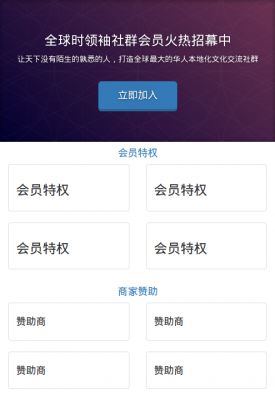 全球时领袖社群会员火热招募中
让天下没有陌生的孰悉的人，打造全球最大的华人本地化文化交流社群
立即加入
会员特权
会员特权 会员特权
会员特权 会员特权
商家赞助
赞助商 赞助商
赞助商 赞助商